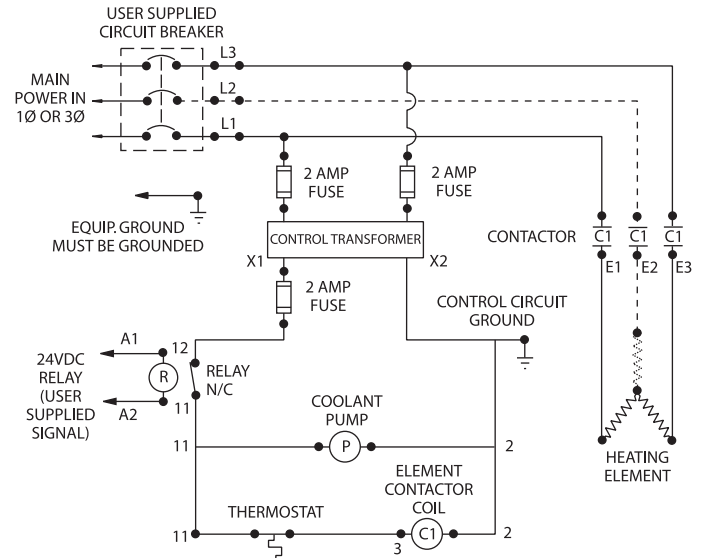 USER SUPPLIED
CIRCUIT BREAKER
L3
MAIN
POWER IN
1Ø OR 3Ø
L2
L1
2 AMP
FUSE
2 AMP
FUSE
EQUIP. GROUND
MUST BE GROUNDED
CONTROL TRANSFORMER
CONTACTOR
C1
C1
C1
E1
E2
E3
X1
X2
2 AMP
FUSE
CONTROL CIRCUIT
GROUND
24VDC
RELAY
(USER
SUPPLIED
SIGNAL)
A1
R
A2
12
RELAY
N/C
11
COOLANT
PUMP
11
P
2
HEATING
ELEMENT
ELEMENT
CONTACTOR
COIL
THERMOSTAT
11
3
C1
2